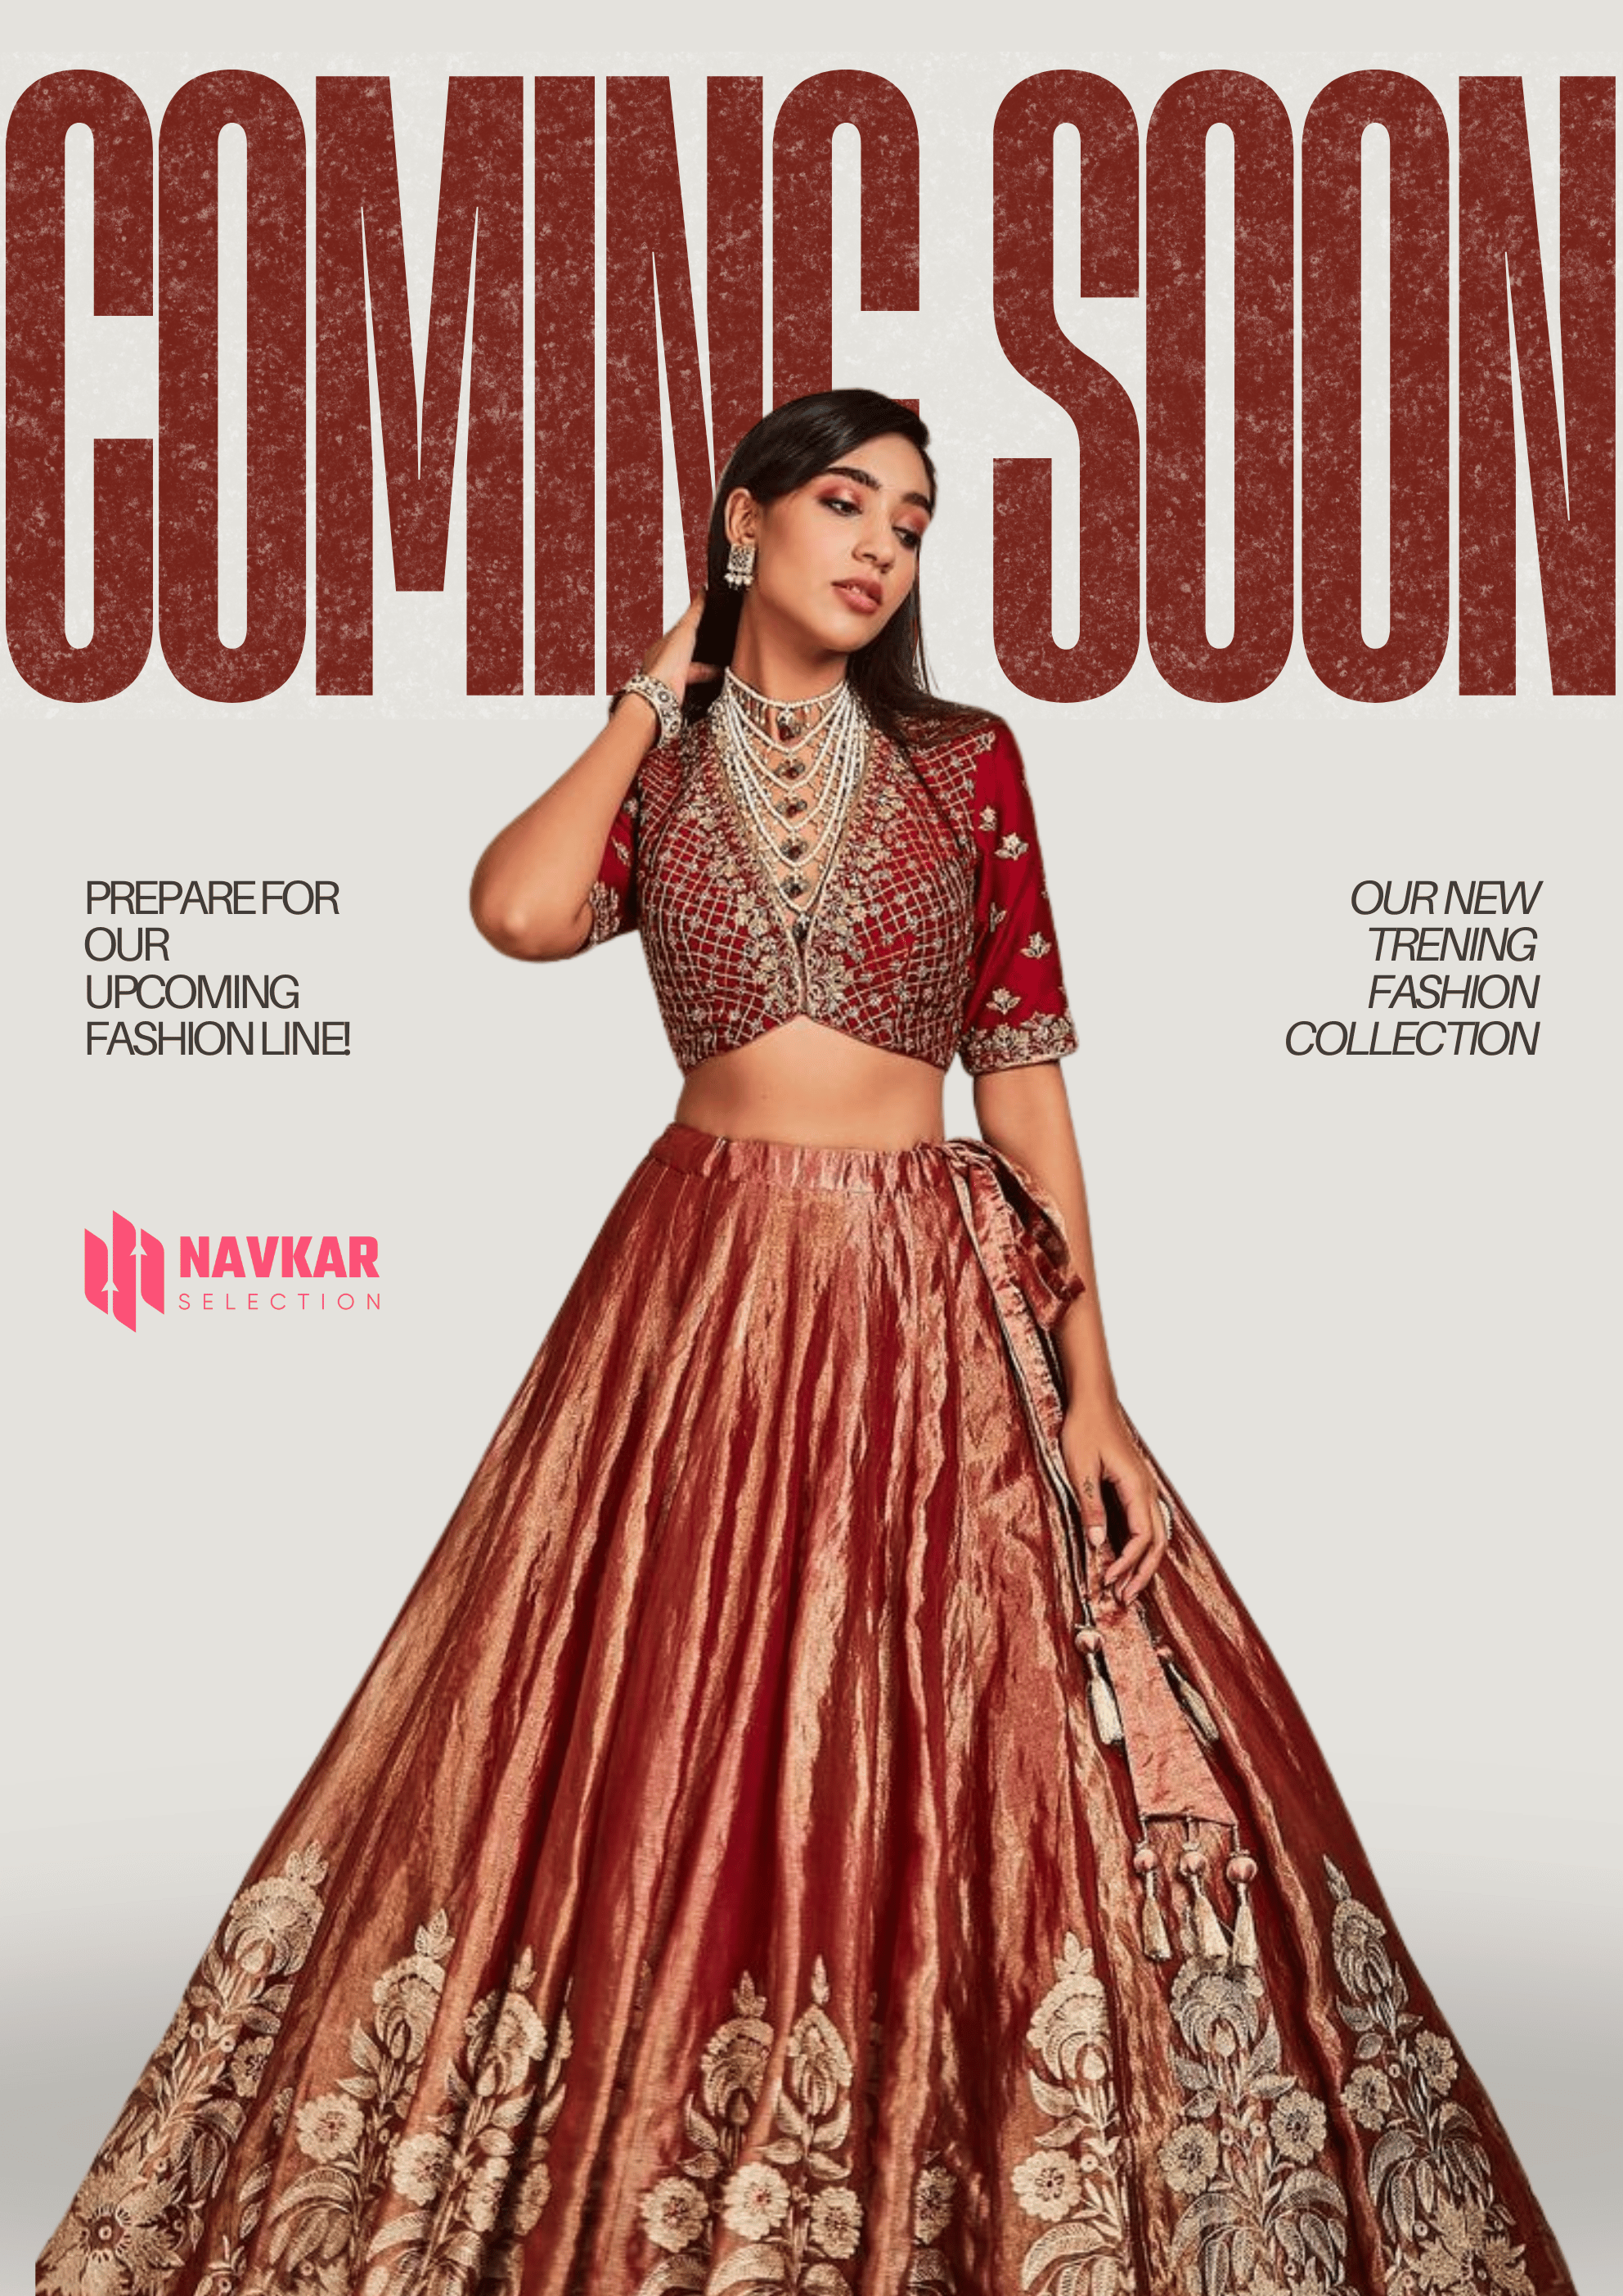 COMING SOON
PREPARE FOR
OUR
UPCOMING
FASHION LINE!
OUR NEW
TRENING
FASHION
COLLECTION
NAVKAR
SELECTION